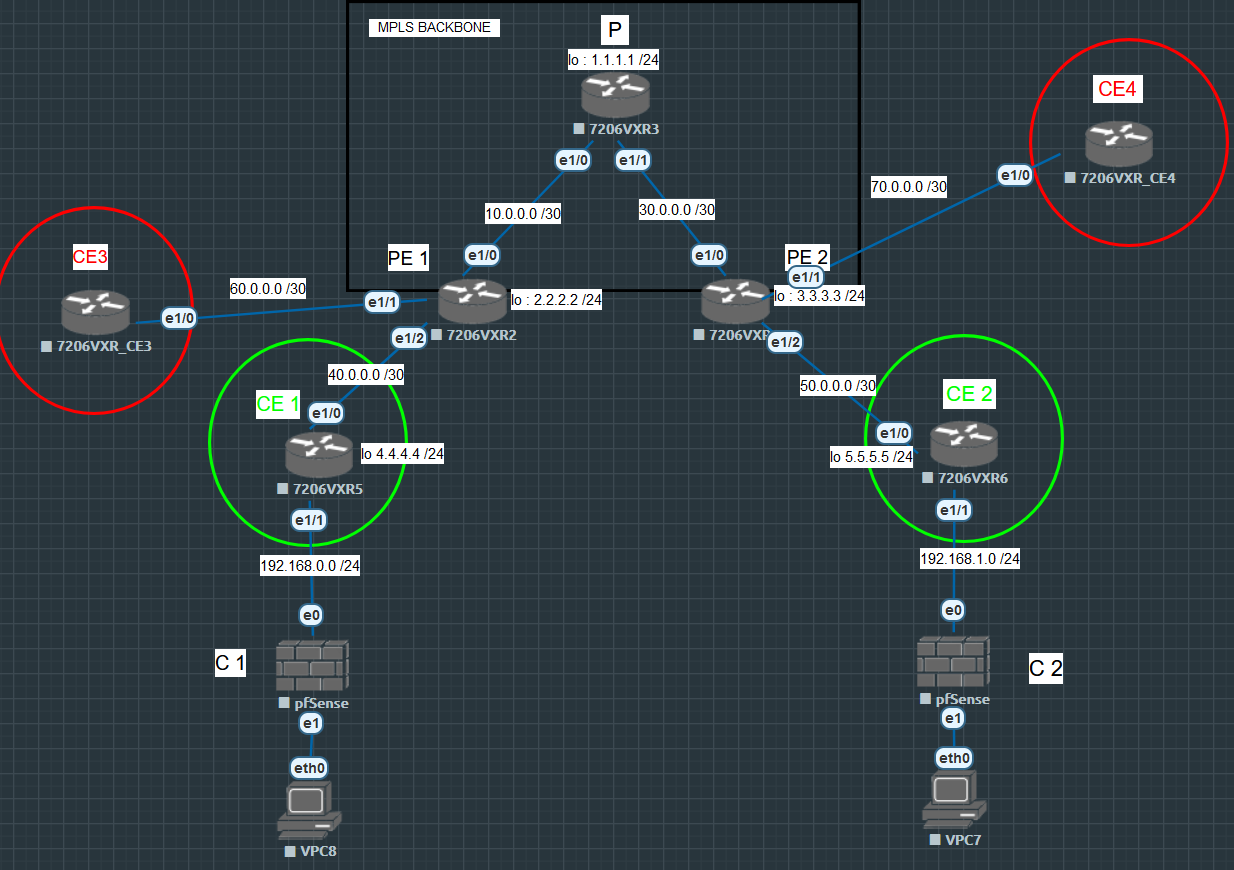 MPLS BACKBONE
P
lo : 1.1.1.1 /24
7206VXR3
e1/0
e1/1
CE4
7206VXR_CE4
e1/0
70.0.0.0 /30
10.0.0.0 /30
30.0.0.0 /30
PE 1
e1/0
e1/0
PE 2
e1/1
CE3
60.0.0.0 /30
e1/1
lo : 2.2.2.2 /24
lo : 3.3.3.3 /24
e1/0
7206VXR_CE3
e1/2
7206VXR2
7206VXR
e1/2
40.0.0.0 /30
50.0.0.0 /30
CE 1
e1/0
CE 2
e1/0
lo 4.4.4.4 /24
lo 5.5.5.5 /24
7206VXR5
7206VXR6
e1/1
e1/1
192.168.0.0 /24
192.168.1.0 /24
e0
e0
C 1
C 2
pfSense
pfSense
e1
e1
eth0
eth0
VPC8
VPC7